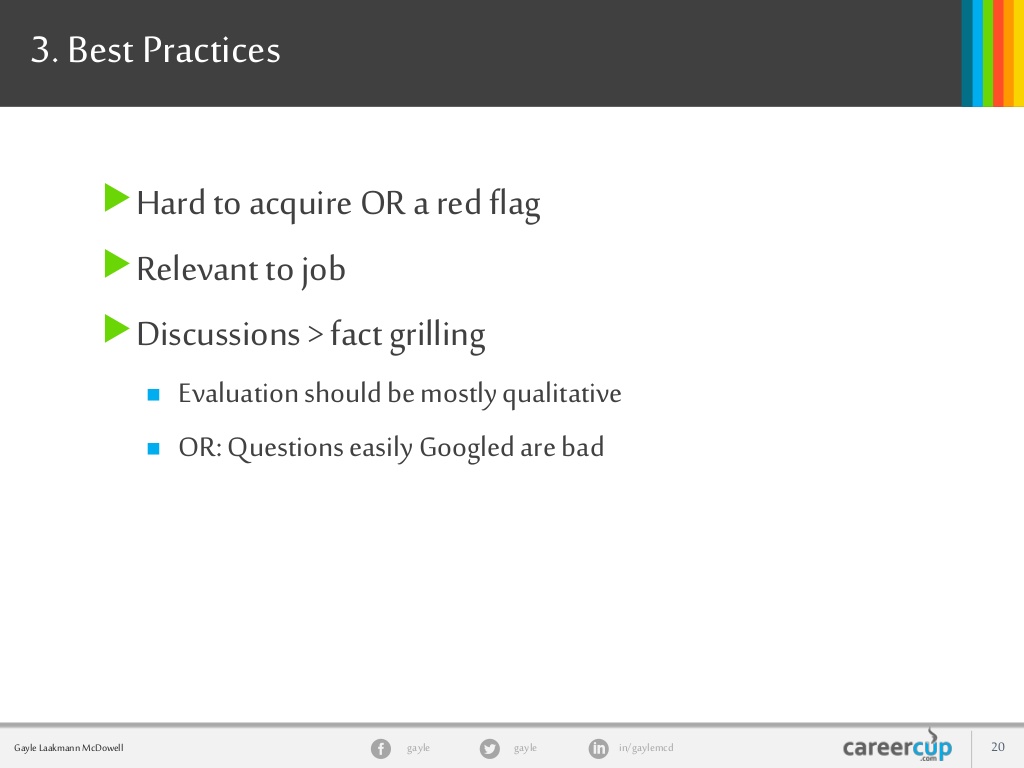 3. Best Practices
Hard to acquire OR a red flag
Relevant to job
Discussions > fact grilling
Evaluation should be mostly qualitative
OR: Questions easily Googled are bad
Gayle Laakmann McDowell
gayle
gayle
in/gaylemcd
careercup
.com
20